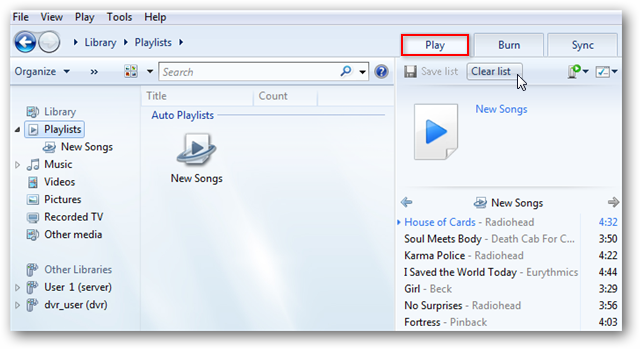 File View Play Tools Help
Library Playlists
Play Burn Sync
Organize » Search
Save list Clear list
Title Count
Library
Playlists
New Songs
Music
Videos
Pictures
Recorded TV
Other media
Other Libraries
User 1 (server)
dvr_user (dvr)
Auto Playlists
New Songs
New Songs
New Songs
House of Cards - Radiohead 4:32
Soul Meets Body - Death Cab For C... 3:50
Karma Police - Radiohead 4:22
I Saved the World Today - Eurythmics 4:44
Girl - Beck 3:29
No Surprises - Radiohead 3:56
Fortress - Pinback 4:03